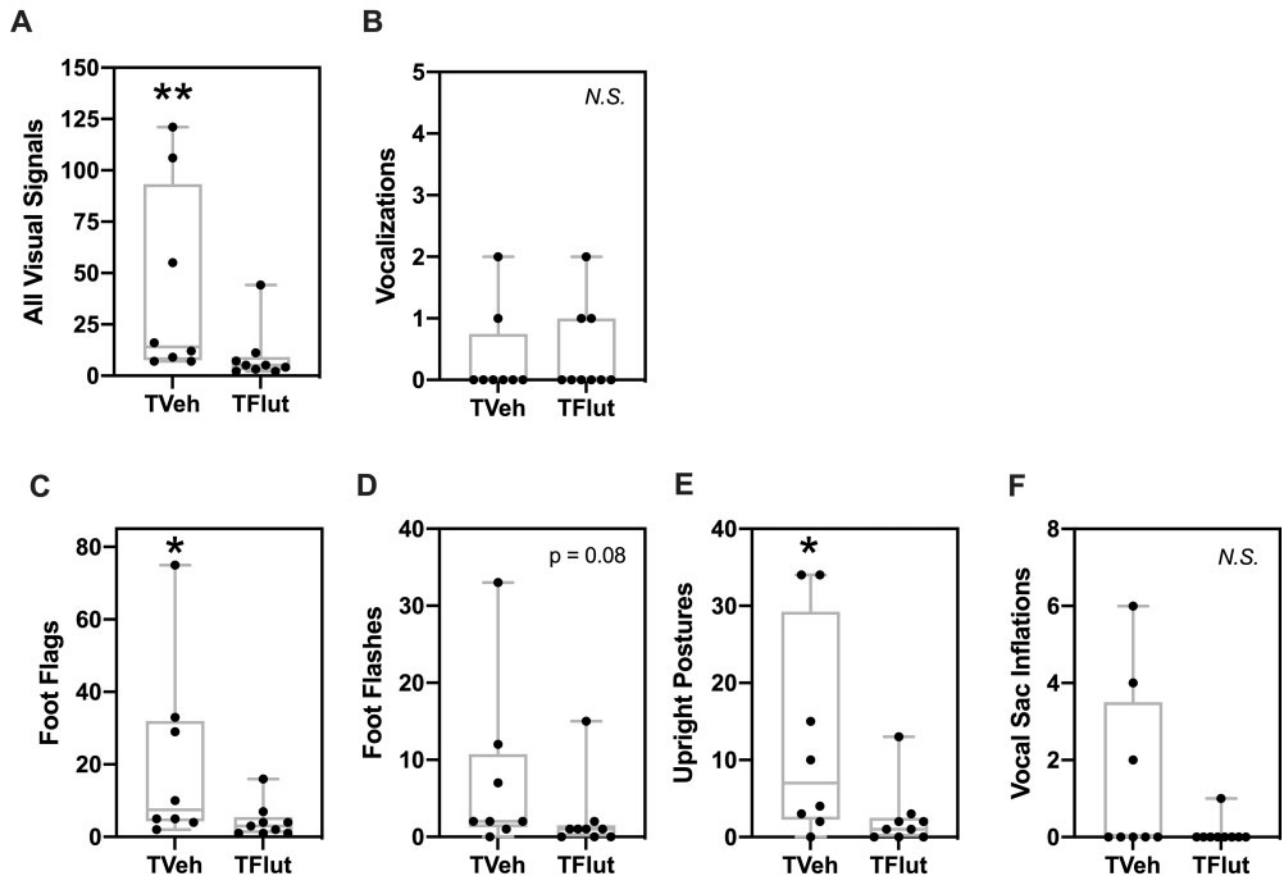 A
All Visual Signals
150
125
100
75
50
25
0
**
TVeh
TFlut
B
Vocalizations
5
4
3
2
1
0
N.S.
TVeh
TFlut
C
Foot Flags
80
60
40
20
0
*
TVeh
TFlut
D
Foot Flashes
40
30
20
10
0
p = 0.08
TVeh
TFlut
E
Upright Postures
40
30
20
10
0
*
TVeh
TFlut
F
Vocal Sac Inflations
8
6
4
2
0
N.S.
TVeh
TFlut